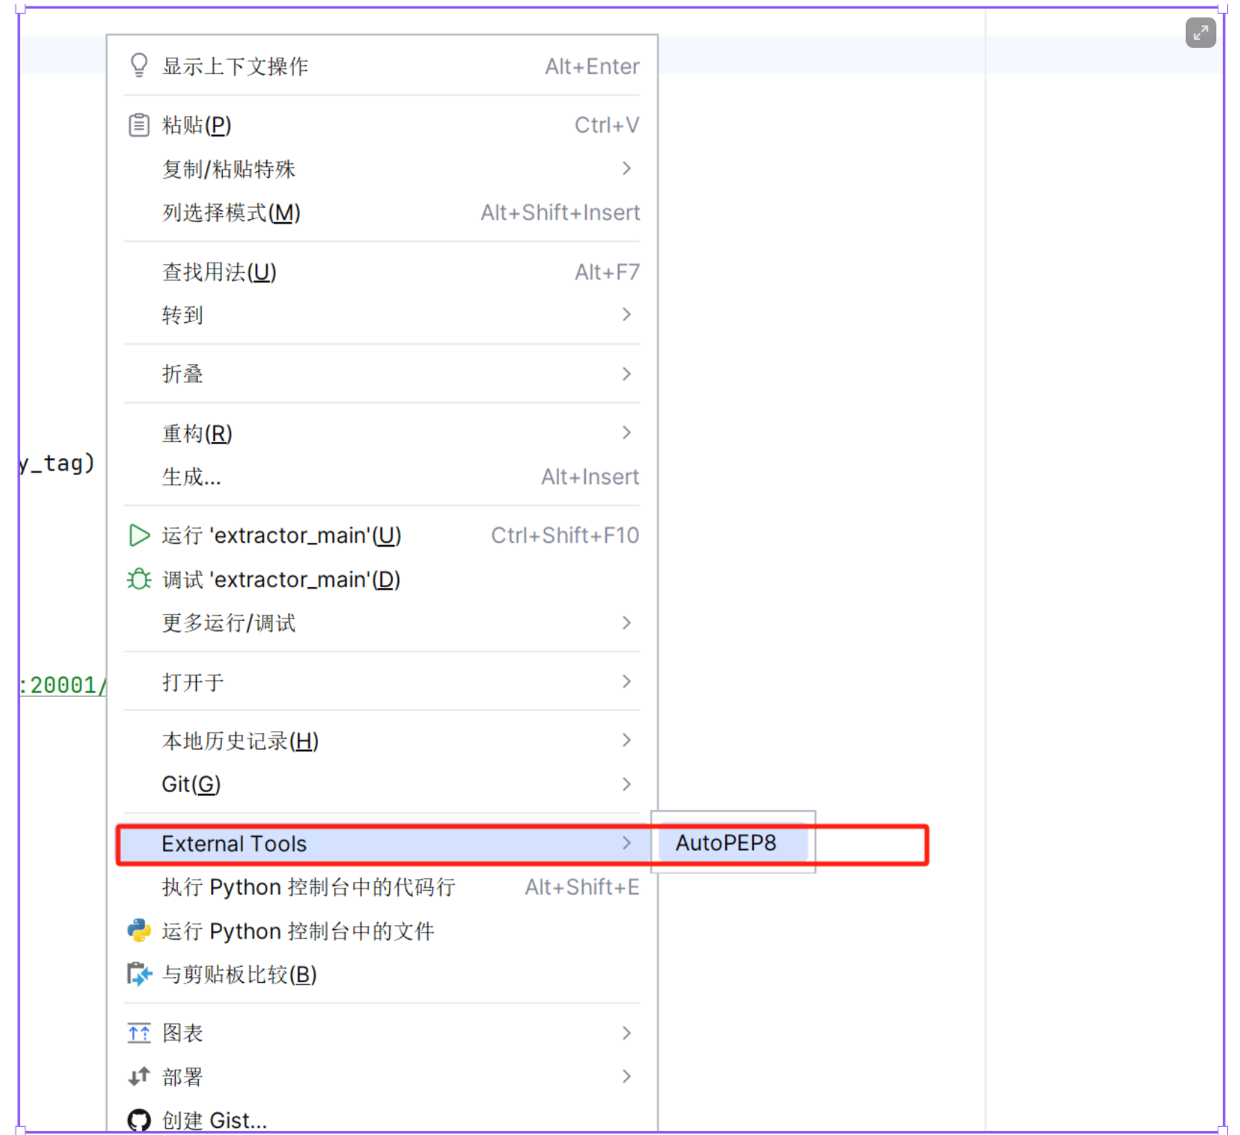 显示上下文操作 Alt+Enter
粘贴(P) Ctrl+V
复制/粘贴特殊
列选择模式(M) Alt+Shift+Insert
查找用法(U) Alt+F7
转到
折叠
重构(R)
y_tag)
生成... Alt+Insert
运行 'extractor_main'(U) Ctrl+Shift+F10
调试 'extractor_main'(D)
更多运行/调试
打开于
:20001/
本地历史记录(H)
Git(G)
External Tools AutoPEP8
执行 Python 控制台中的代码行 Alt+Shift+E
运行 Python 控制台中的文件
与剪贴板比较(B)
图表
部署
创建 Gist...